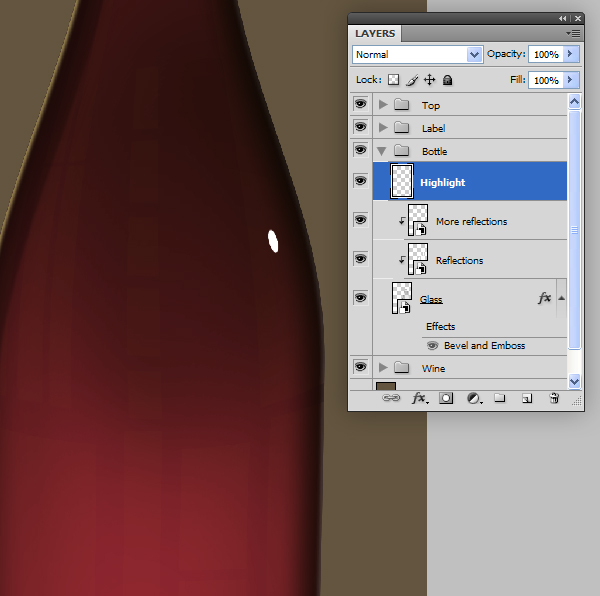 LAYERS
Normal Opacity: 100%
Lock: Fill: 100%
Top
Label
Bottle
Highlight
More reflections
Reflections
Glass fx
Effects
Bevel and Emboss
Wine
fx